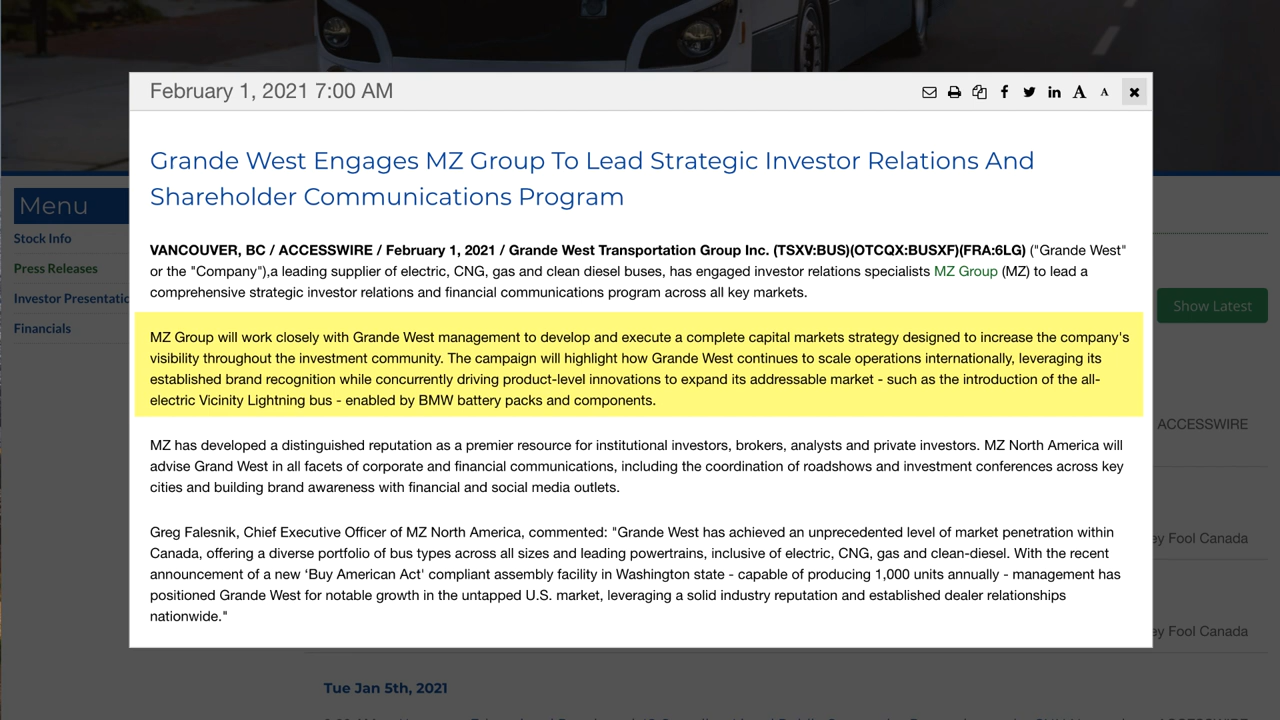 February 1, 2021 7:00 AM
A A
Grande West Engages MZ Group To Lead Strategic Investor Relations And
Shareholder Communications Program
VANCOUVER, BC / ACCESSWIRE / February 1, 2021 / Grande West Transportation Group Inc. (TSXV:BUS)(OTCQX:BUSXF)(FRA:6LG) ("Grande West"
or the "Company"),a leading supplier of electric, CNG, gas and clean diesel buses, has engaged investor relations specialists MZ Group (MZ) to lead a
comprehensive strategic investor relations and financial communications program across all key markets.
MZ Group will work closely with Grande West management to develop and execute a complete capital markets strategy designed to increase the company's
visibility throughout the investment community. The campaign will highlight how Grande West continues to scale operations internationally, leveraging its
established brand recognition while concurrently driving product-level innovations to expand its addressable market - such as the introduction of the all-
electric Vicinity Lightning bus - enabled by BMW battery packs and components.
MZ has developed a distinguished reputation as a premier resource for institutional investors, brokers, analysts and private investors. MZ North America will
advise Grand West in all facets of corporate and financial communications, including the coordination of roadshows and investment conferences across key
cities and building brand awareness with financial and social media outlets.
Greg Falesnik, Chief Executive Officer of MZ North America, commented: "Grande West has achieved an unprecedented level of market penetration within
Canada, offering a diverse portfolio of bus types across all sizes and leading powertrains, inclusive of electric, CNG, gas and clean-diesel. With the recent
announcement of a new ‘Buy American Act' compliant assembly facility in Washington state - capable of producing 1,000 units annually - management has
positioned Grande West for notable growth in the untapped U.S. market, leveraging a solid industry reputation and established dealer relationships
nationwide."
Menu
Stock Info
Press Releases
Investor Presentatio
Financials
Show Latest
ACCESSWIRE
ey Fool Canada
ey Fool Canada
Tue Jan 5th, 2021